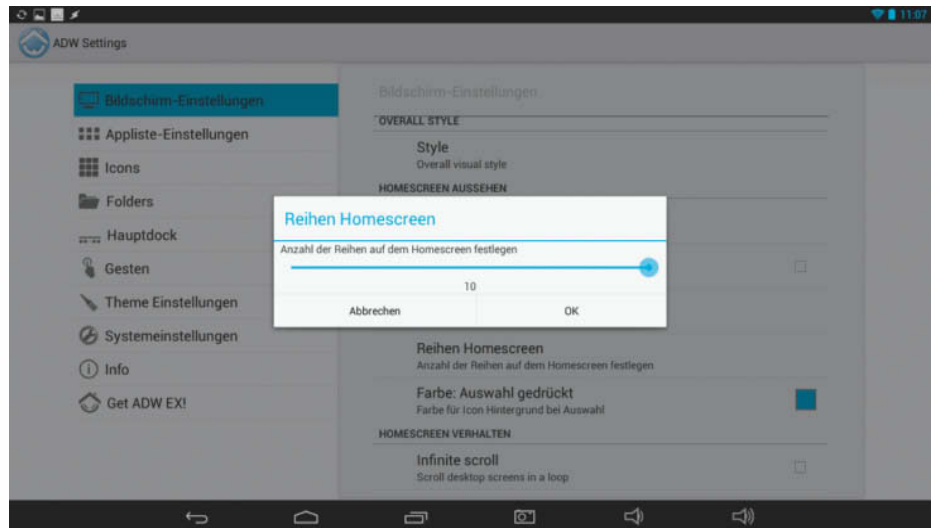 11:07
ADW Settings
Bildschirm-Einstellungen
Appliste-Einstellungen
Icons
Folders
Hauptdock
Gesten
Theme Einstellungen
Systemeinstellungen
Info
Get ADW EX!
Bildschirm-Einstellungen
OVERALL STYLE
Style
Overall visual style
HOMESCREEN AUSSEHEN
Reihen Homescreen
Anzahl der Reihen auf dem Homescreen festlegen
10
Abbrechen OK
Reihen Homescreen
Anzahl der Reihen auf dem Homescreen festlegen
Farbe: Auswahl gedrückt
Farbe für Icon Hintergrund bei Auswahl
HOMESCREEN VERHALTEN
Infinite scroll
Scroll desktop screens in a loop